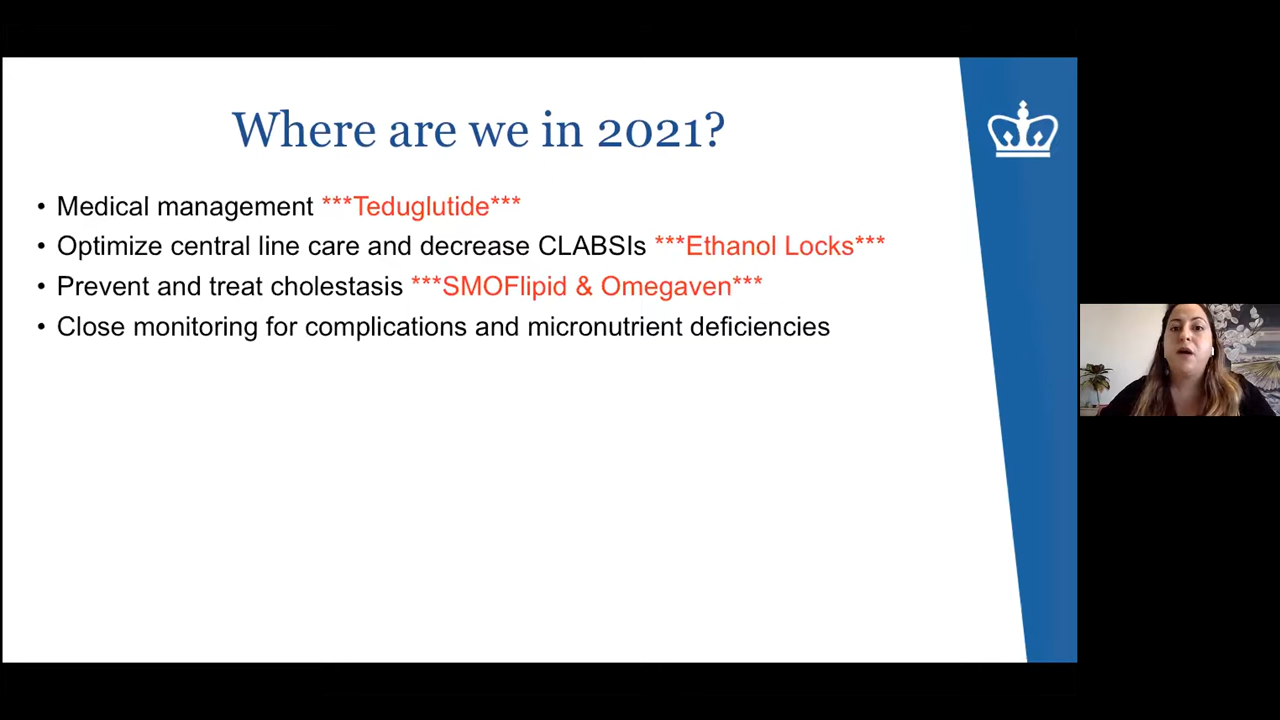 Where are we in 2021?
• Medical management ***Teduglutide***
• Optimize central line care and decrease CLABSIs ***Ethanol Locks***
• Prevent and treat cholestasis ***SMOFlipid & Omegaven***
• Close monitoring for complications and micronutrient deficiencies